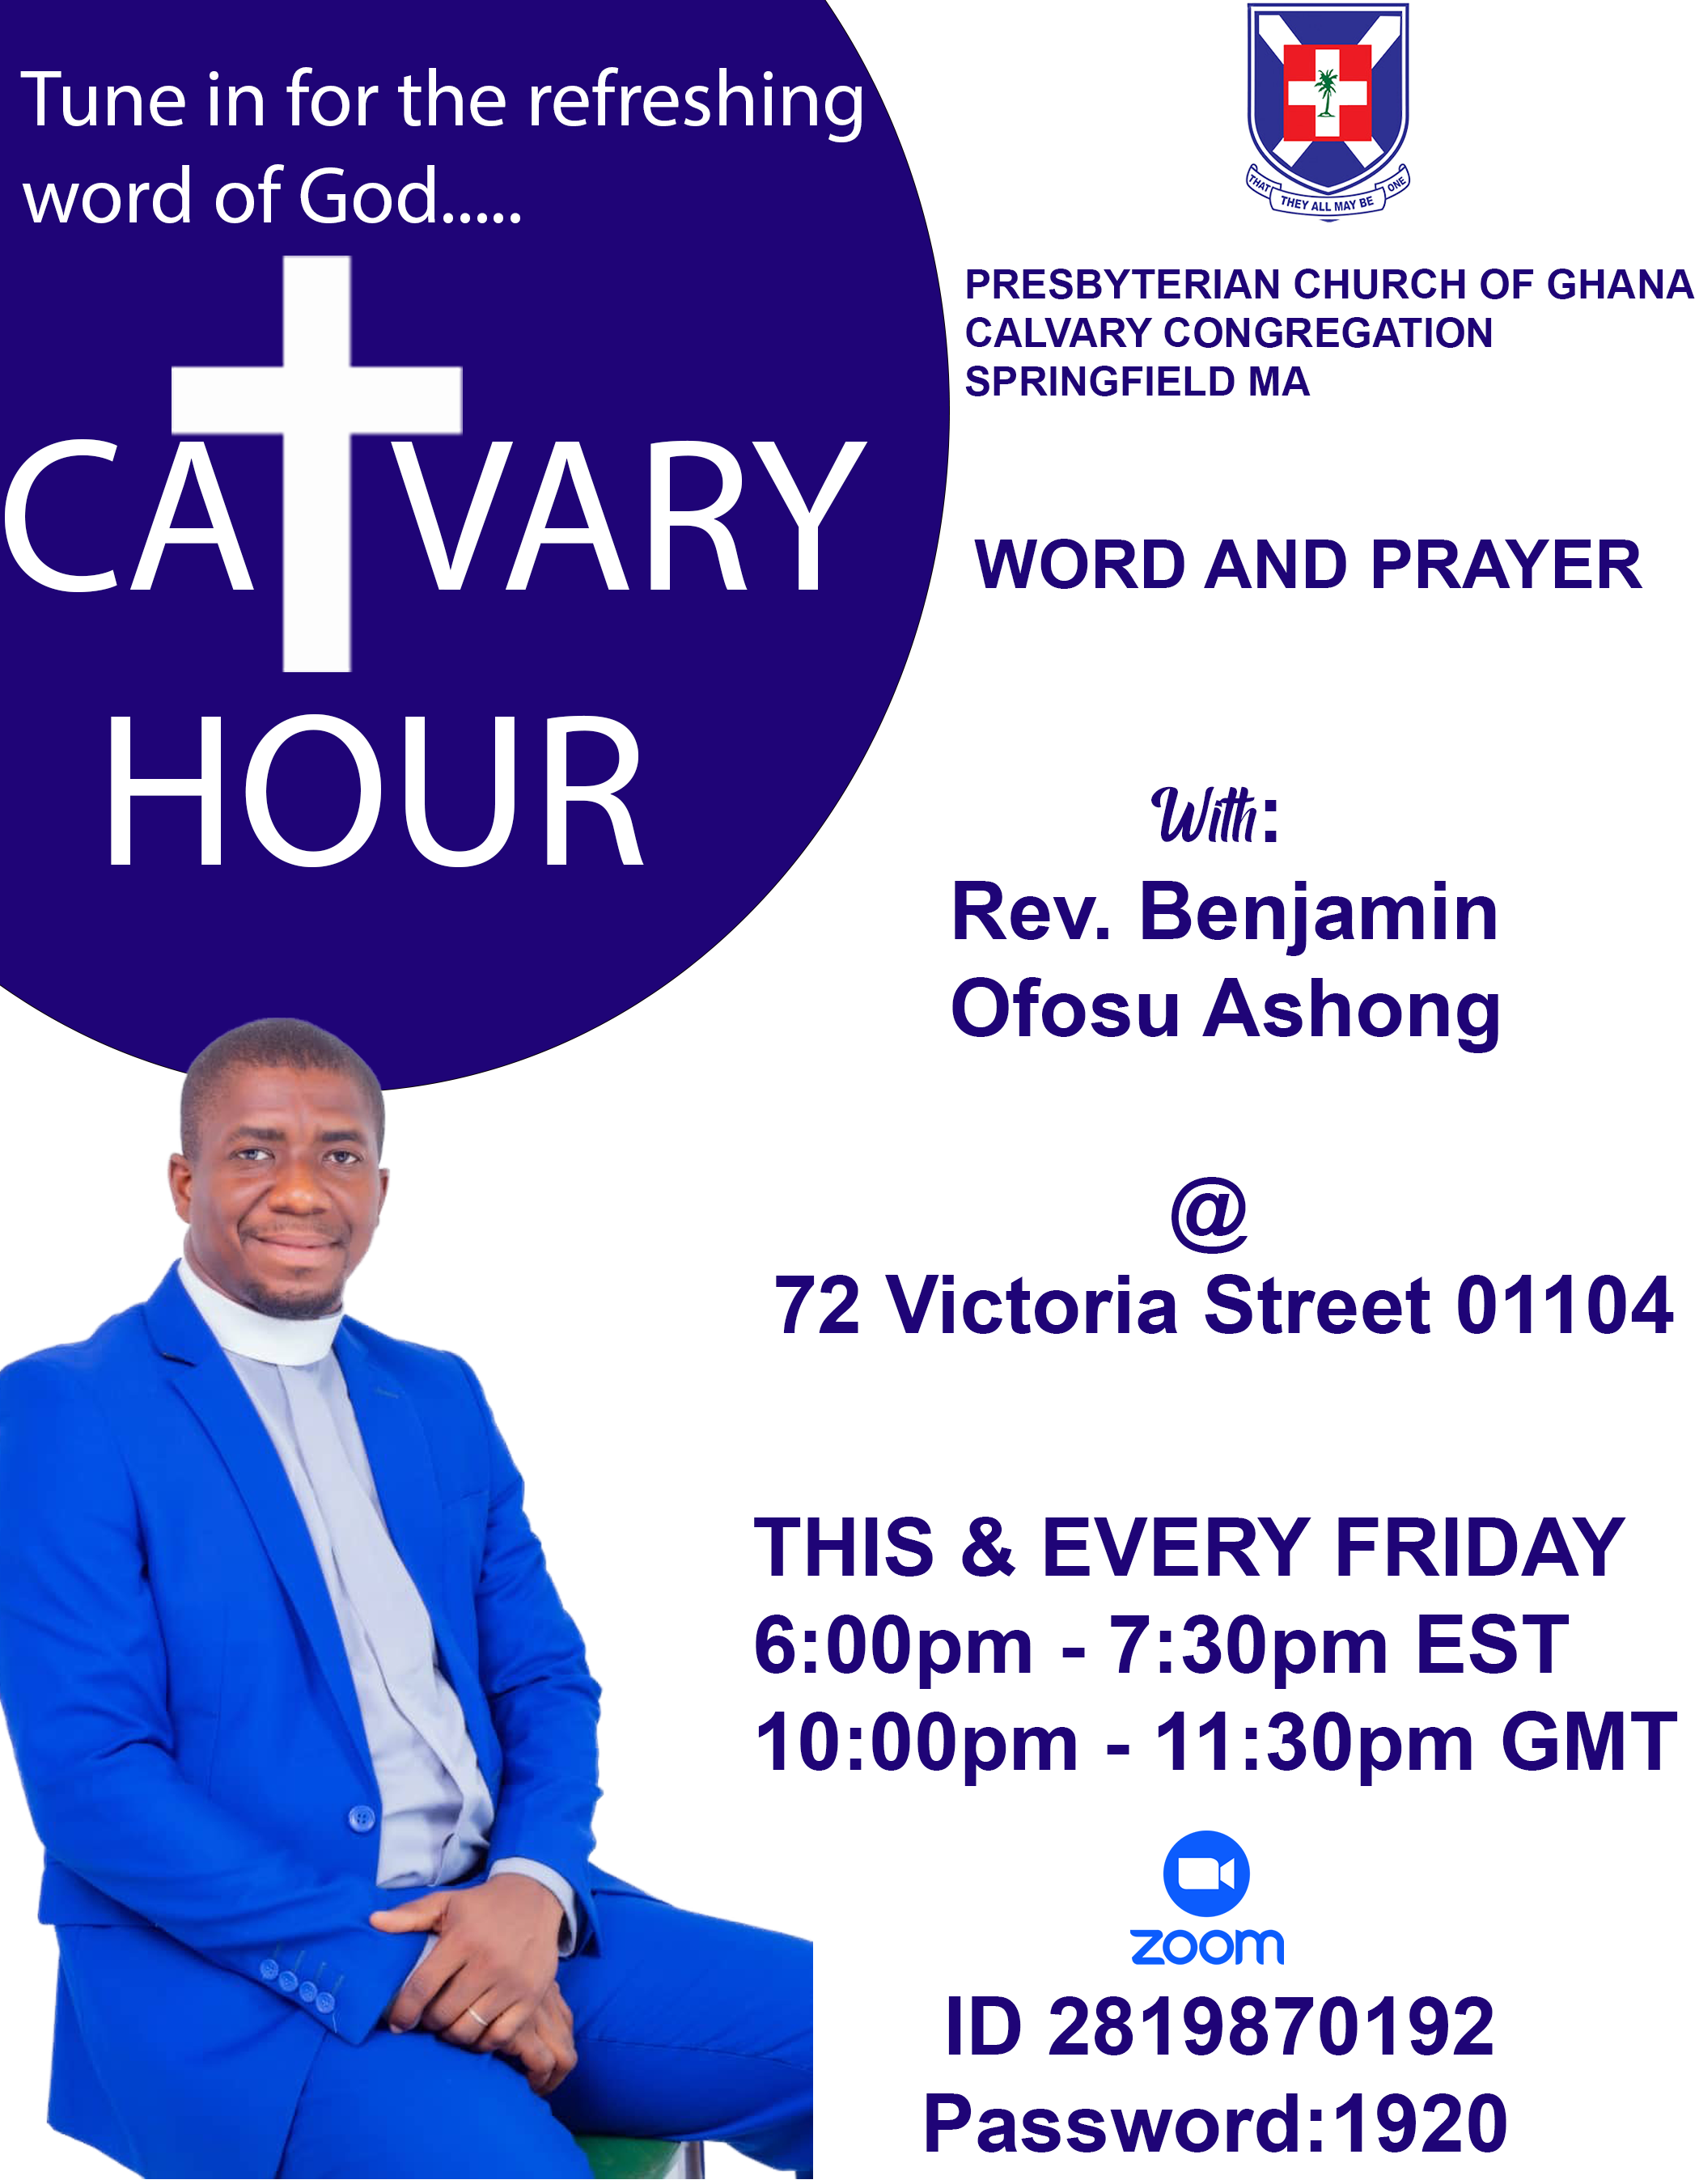 Tune in for the refreshing
word of God.....
CA VARY
HOUR
THAT THEY ALL MAY BE ONE
PRESBYTERIAN CHURCH OF GHANA
CALVARY CONGREGATION
SPRINGFIELD MA
WORD AND PRAYER
With:
Rev. Benjamin
Ofosu Ashong
@
72 Victoria Street 01104
THIS & EVERY FRIDAY
6:00pm - 7:30pm EST
10:00pm - 11:30pm GMT
zoom
ID 2819870192
Password:1920